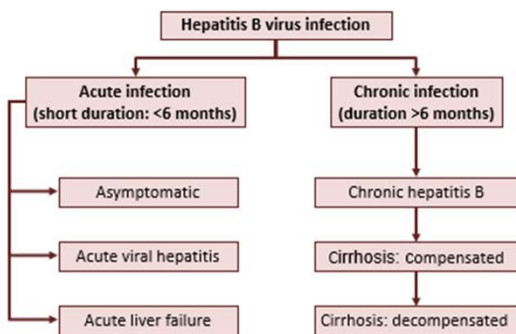 Hepatitis B virus infection
Acute infection
(short duration: <6 months)
Chronic infection
(duration >6 months)
Asymptomatic
Chronic hepatitis B
Acute viral hepatitis
Cirrhosis: compensated
Acute liver failure
Cirrhosis: decompensated